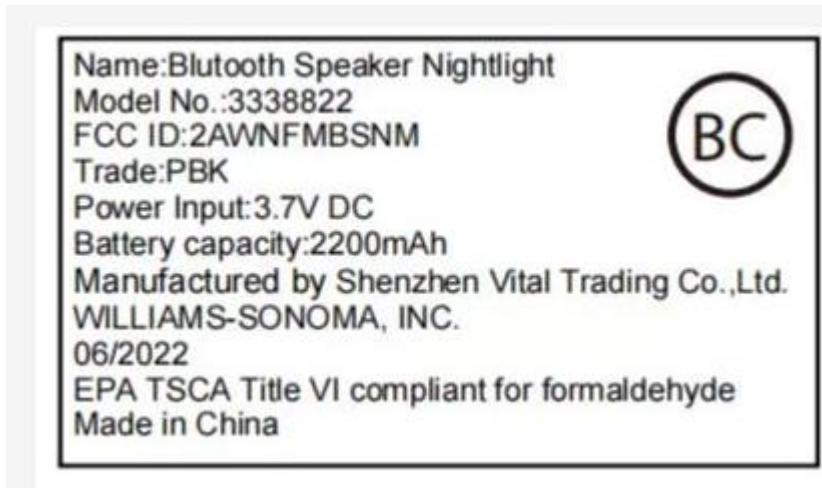 Name:Blutooth Speaker Nightlight
Model No.:3338822
FCC ID:2AWNFMBSNM
Trade:PBK
Power Input:3.7V DC
Battery capacity:2200mAh
Manufactured by Shenzhen Vital Trading Co.,Ltd.
WILLIAMS-SONOMA, INC.
06/2022
EPA TSCA Title VI compliant for formaldehyde
Made in China
BC